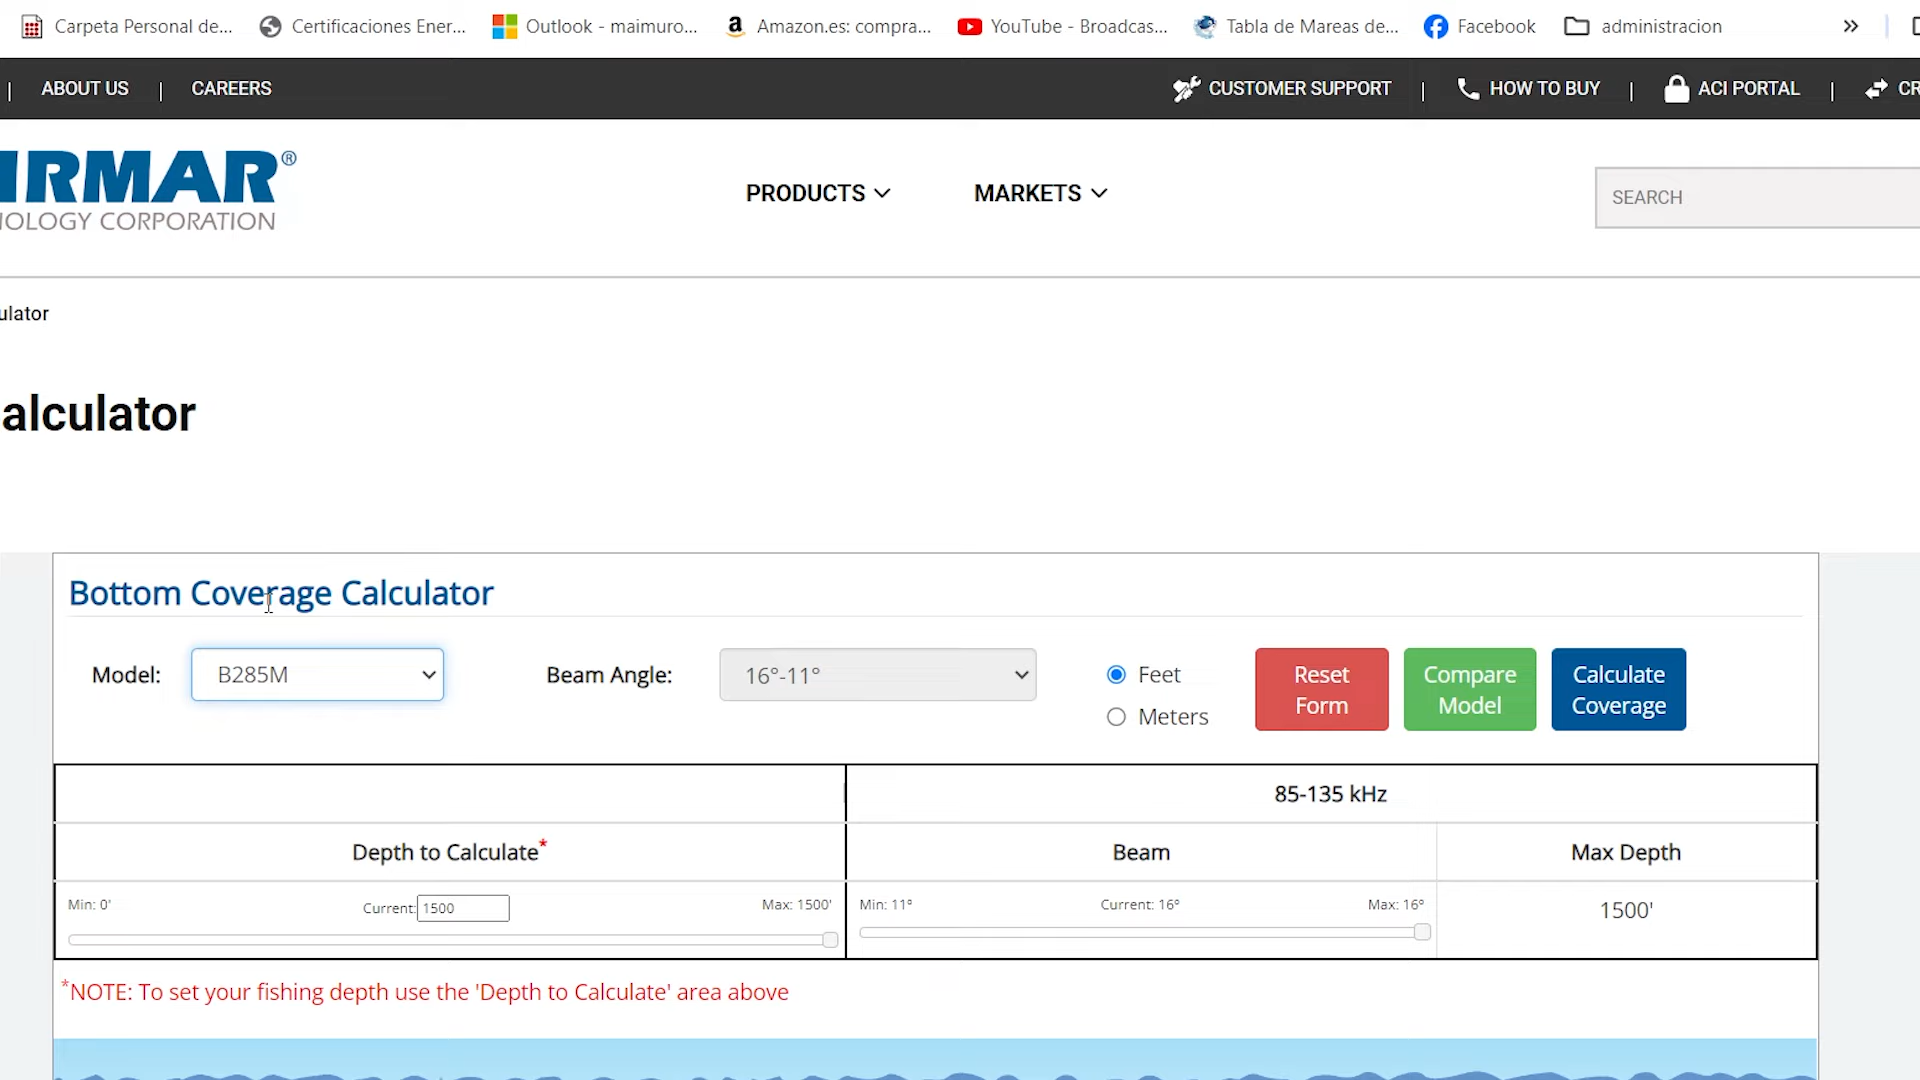 Carpeta Personal de... Certificaciones Ener... Outlook - maimuro... Amazon.es: compra... YouTube - Broadcas... Tabla de Mareas de... Facebook administracion »
| ABOUT US | CAREERS CUSTOMER SUPPORT | HOW TO BUY | ACI PORTAL | CR
IRMAR®
NOLOGY CORPORATION
PRODUCTS MARKETS SEARCH
ulator
alculator
Bottom Coverage Calculator
Model: B285M Beam Angle: 16°-11° Feet Meters Reset Form Compare Model Calculate Coverage
85-135 kHz
Depth to Calculate* Beam Max Depth
Min: 0' Current: 1500 Max: 1500' Min: 11° Current: 16° Max: 16° 1500'
*NOTE: To set your fishing depth use the 'Depth to Calculate' area above